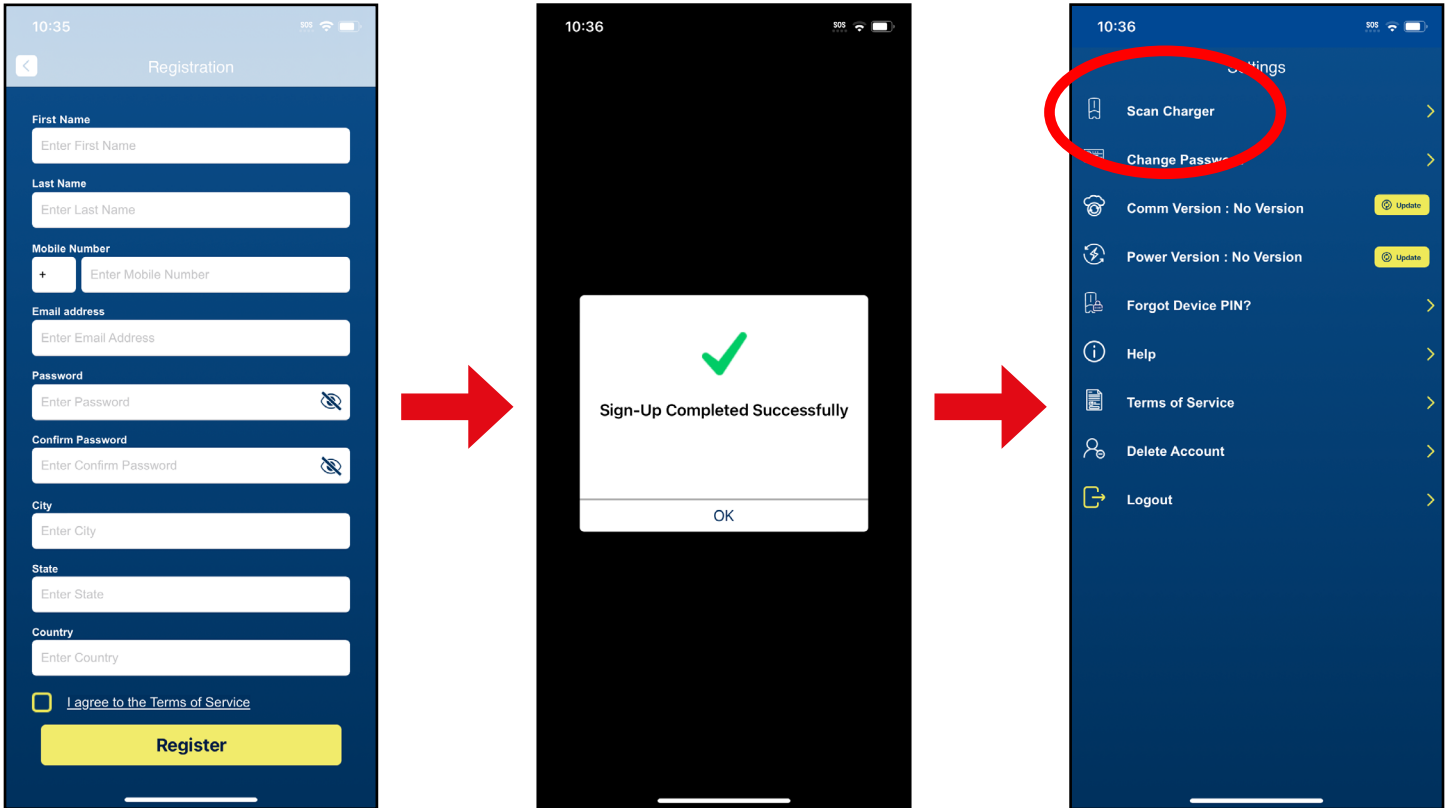 10:35
SOS
Registration
First Name
Enter First Name
Last Name
Enter Last Name
Mobile Number
+
Enter Mobile Number
Email address
Enter Email Address
Password
Enter Password
Confirm Password
Enter Confirm Password
City
Enter City
State
Enter State
Country
Enter Country
I agree to the Terms of Service
Register
10:36
SOS
Sign-Up Completed Successfully
OK
10:36
SOS
Settings
Scan Charger
Change Password
Comm Version : No Version
Update
Power Version : No Version
Update
Forgot Device PIN?
Help
Terms of Service
Delete Account
Logout